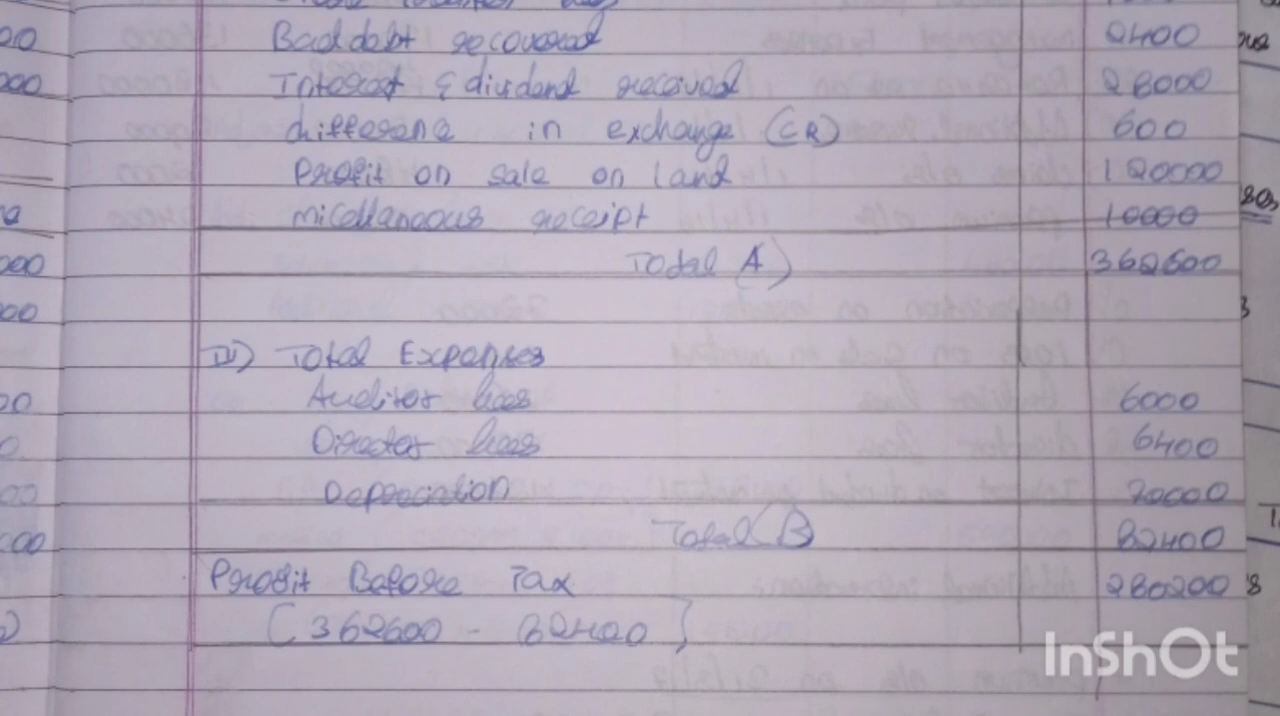 Bad debt recovered 2400
Interest & dividend received 28000
difference in exchange (CR) 600
Profit on sale on land 120000
micellaneous receipt 10000
Total (A) 362600
IV) Total Expenses
Auditor fees 6000
Director fees 6400
Depreciation 70000
Total (B) 82400
Profit Before Tax 280200
(362600 - 82400)
InShOt